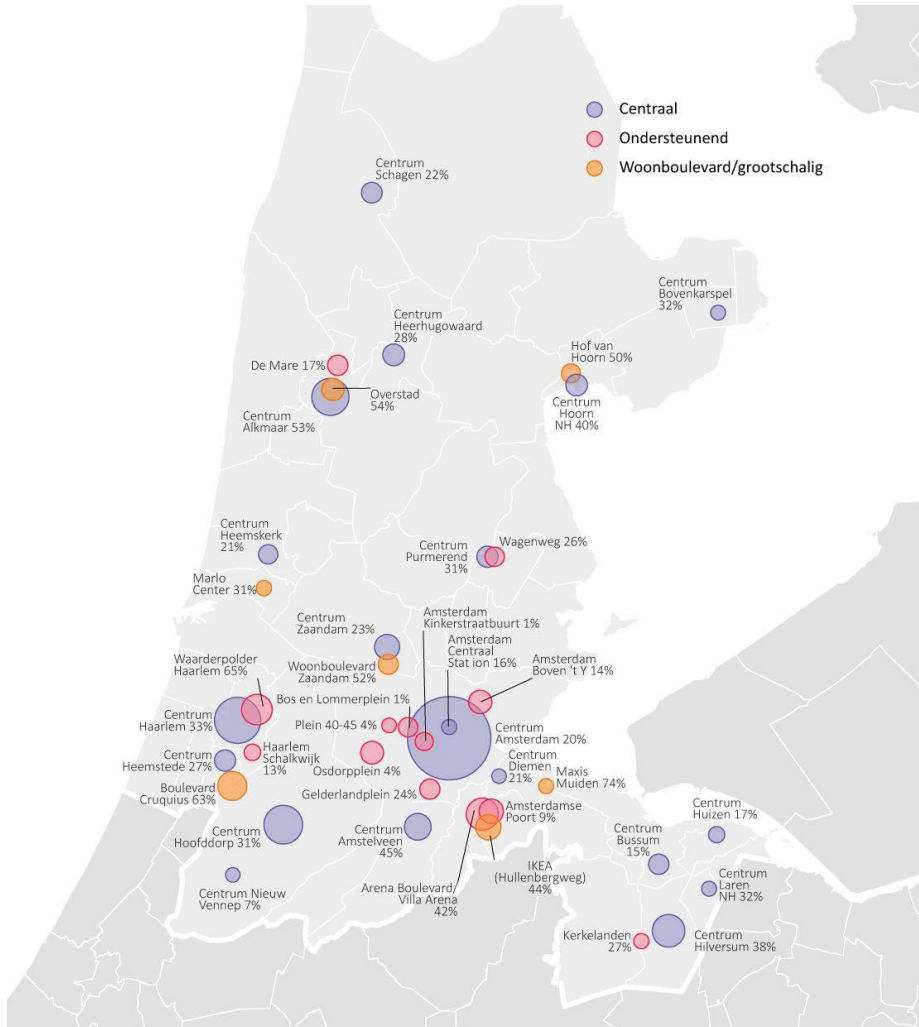 Centraal
Ondersteunend
Woonboulevard/grootschalig
Centrum
Schagen 22%
Centrum
Bovenkarspel
32%
Centrum
Heerhugowaard
28%
Hof van
Hoorn 50%
De Mare 17%
Overstad
54%
Centrum
Alkmaar 53%
Centrum
Hoorn
NH 40%
Centrum
Heemskerk
21%
Centrum
Purmerend
31%
Wagenweg 26%
Marlo
Center 31%
Amsterdam
Kinkerstraatbuurt 1%
Centrum
Zaandam 23%
Amsterdam
Centraal
Stat ion 16%
Waarderpolder
Haarlem 65%
Woonboulevard
Zaandam 52%
Amsterdam
Boven 't Y 14%
Bos en Lommerplein 1%
Centrum
Haarlem 33%
Plein 40-45 4%
Centrum
Amsterdam 20%
Haarlem
Schalkwijk
13%
Centrum
Heemstede 27%
Osdorpplein 4%
Centrum
Diemen
21%
Maxis
Muiden 74%
Boulevard
Cruquius 63%
Gelderlandplein 24%
Amsterdamse
Poort 9%
Centrum
Huizen 17%
Centrum
Hoofddorp 31%
Centrum
Amstelveen
45%
Centrum
Bussum
15%
IKEA
(Hullenbergweg)
44%
Centrum
Laren
NH 32%
Centrum Nieuw
Vennep 7%
Arena Boulevard/
Villa Arena
42%
Kerkelanden
27%
Centrum
Hilversum 38%